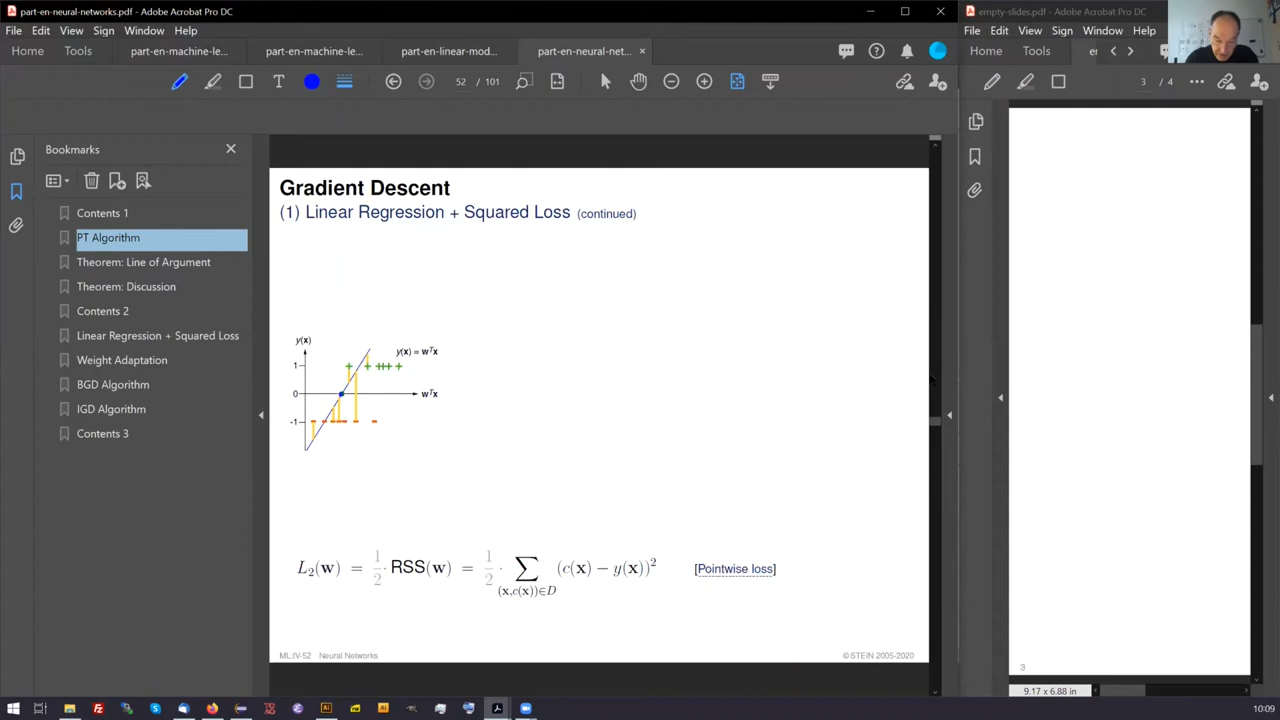 part-en-neural-networks.pdf - Adobe Acrobat Pro DC
File Edit View Sign Window Help
Home Tools part-en-machine-le... part-en-machine-le... part-en-linear-mod... part-en-neural-net... ×
52 / 101
Bookmarks
Contents 1
PT Algorithm
Theorem: Line of Argument
Theorem: Discussion
Contents 2
Linear Regression + Squared Loss
Weight Adaptation
BGD Algorithm
IGD Algorithm
Contents 3
Gradient Descent
(1) Linear Regression + Squared Loss (continued)
y(x)
y(x) = wᵀx
1
0
wᵀx
-1
L₂(w) = 1/2 · RSS(w) = 1/2 · ∑ (x,c(x))∈D (c(x) − y(x))² [Pointwise loss]
ML:IV-52 Neural Networks
© STEIN 2005-2020
empty-slides.pdf - Adobe Acrobat Pro DC
File Edit View Sign Window Help
Home Tools
3 / 4
3
9.17 x 6.88 in
10:09